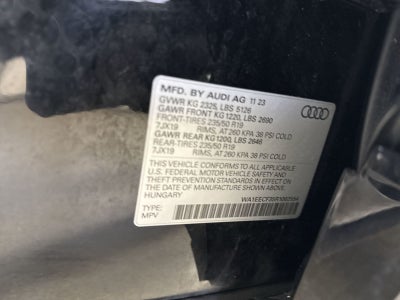 MFD. BY AUDI AG 11 23
GVWR KG 2325, LBS 5126
GAWR FRONT KG 1220, LBS 2690
FRONT-TIRES 235/50 R19
7JX19 RIMS, AT 260 KPA 38 PSI COLD
GAWR REAR KG 1200, LBS 2646
REAR-TIRES 235/50 R19
7JX19 RIMS, AT 260 KPA 38 PSI COLD
THIS VEHICLE CONFORMS TO ALL APPLICABLE
U.S. FEDERAL MOTOR VEHICLE SAFETY AND
THEFT PREVENTION STANDARDS IN EFFECT ON
THE DATE OF MANUFACTURE SHOWN ABOVE.
HUNGARY
TYPE:
MPV